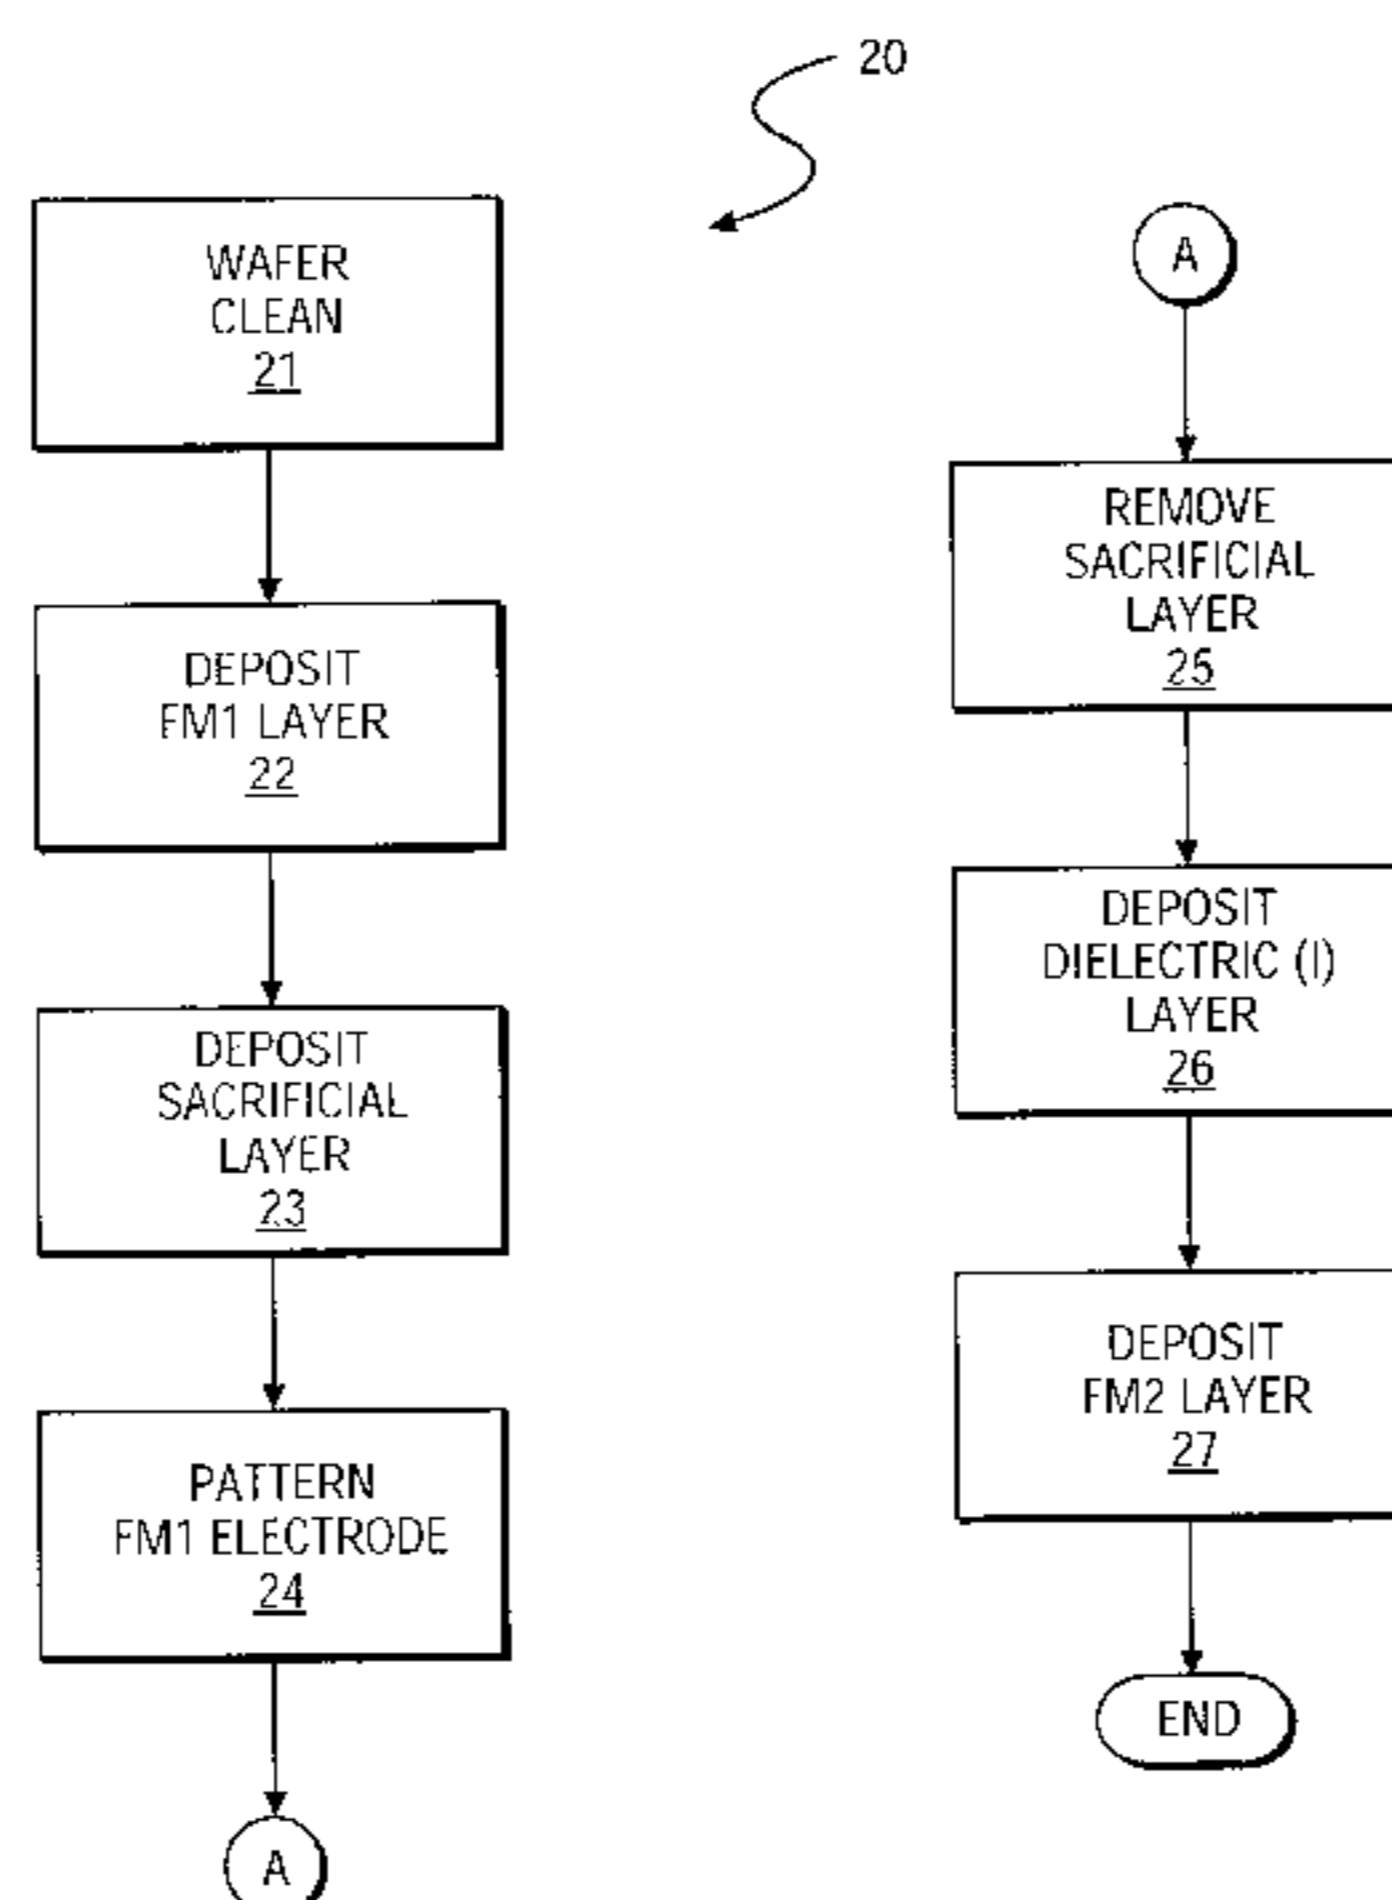 20
WAFER
CLEAN
21
DEPOSIT
FM1 LAYER
22
DEPOSIT
SACRIFICIAL
LAYER
23
PATTERN
FM1 ELECTRODE
24
A
A
REMOVE
SACRIFICIAL
LAYER
25
DEPOSIT
DIELECTRIC (I)
LAYER
26
DEPOSIT
FM2 LAYER
27
END